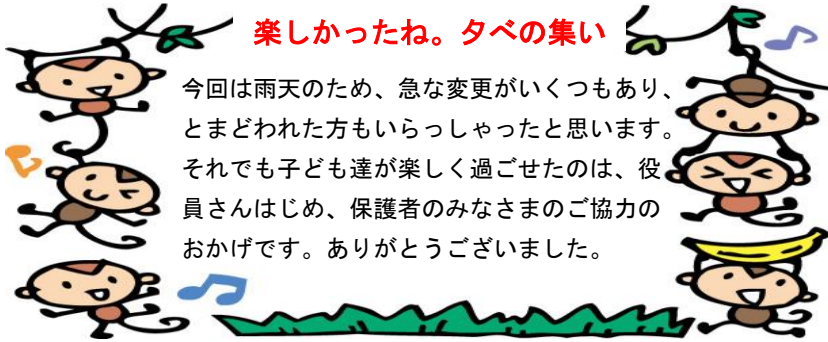 楽しかったね。夕べの集い
今回は雨天のため、急な変更がいくつもあり、
とまどわれた方もいらっしゃったと思います。
それでも子ども達が楽しく過ごせたのは、役
員さんはじめ、保護者のみなさまのご協力の
おかげです。ありがとうございました。